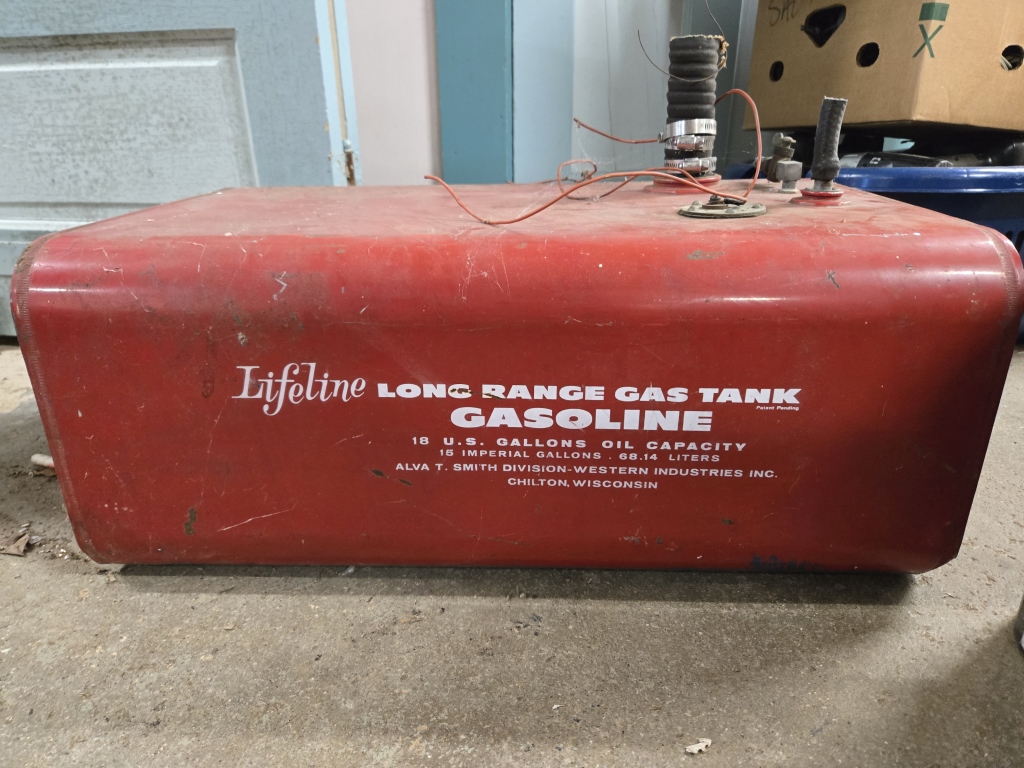 Lifeline LONG RANGE GAS TANK
Patent Pending
GASOLINE
18 U.S. GALLONS OIL CAPACITY
15 IMPERIAL GALLONS . 68.14 LITERS
ALVA T. SMITH DIVISION-WESTERN INDUSTRIES INC.
CHILTON, WISCONSIN
X